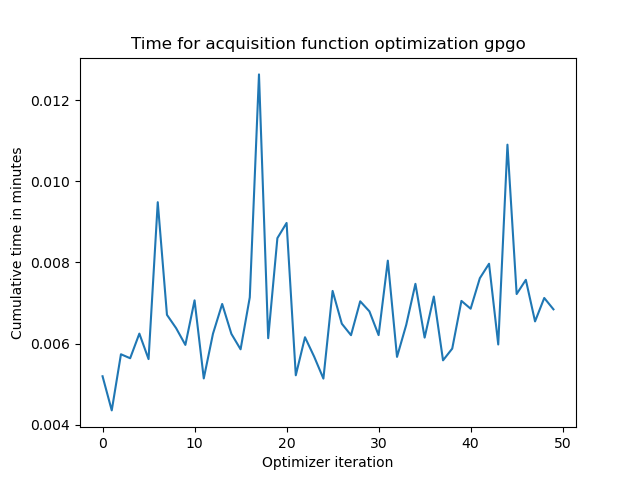 Time for acquisition function optimization gpgo
Cumulative time in minutes
0.012
0.010
0.008
0.006
0.004
0 10 20 30 40 50
Optimizer iteration